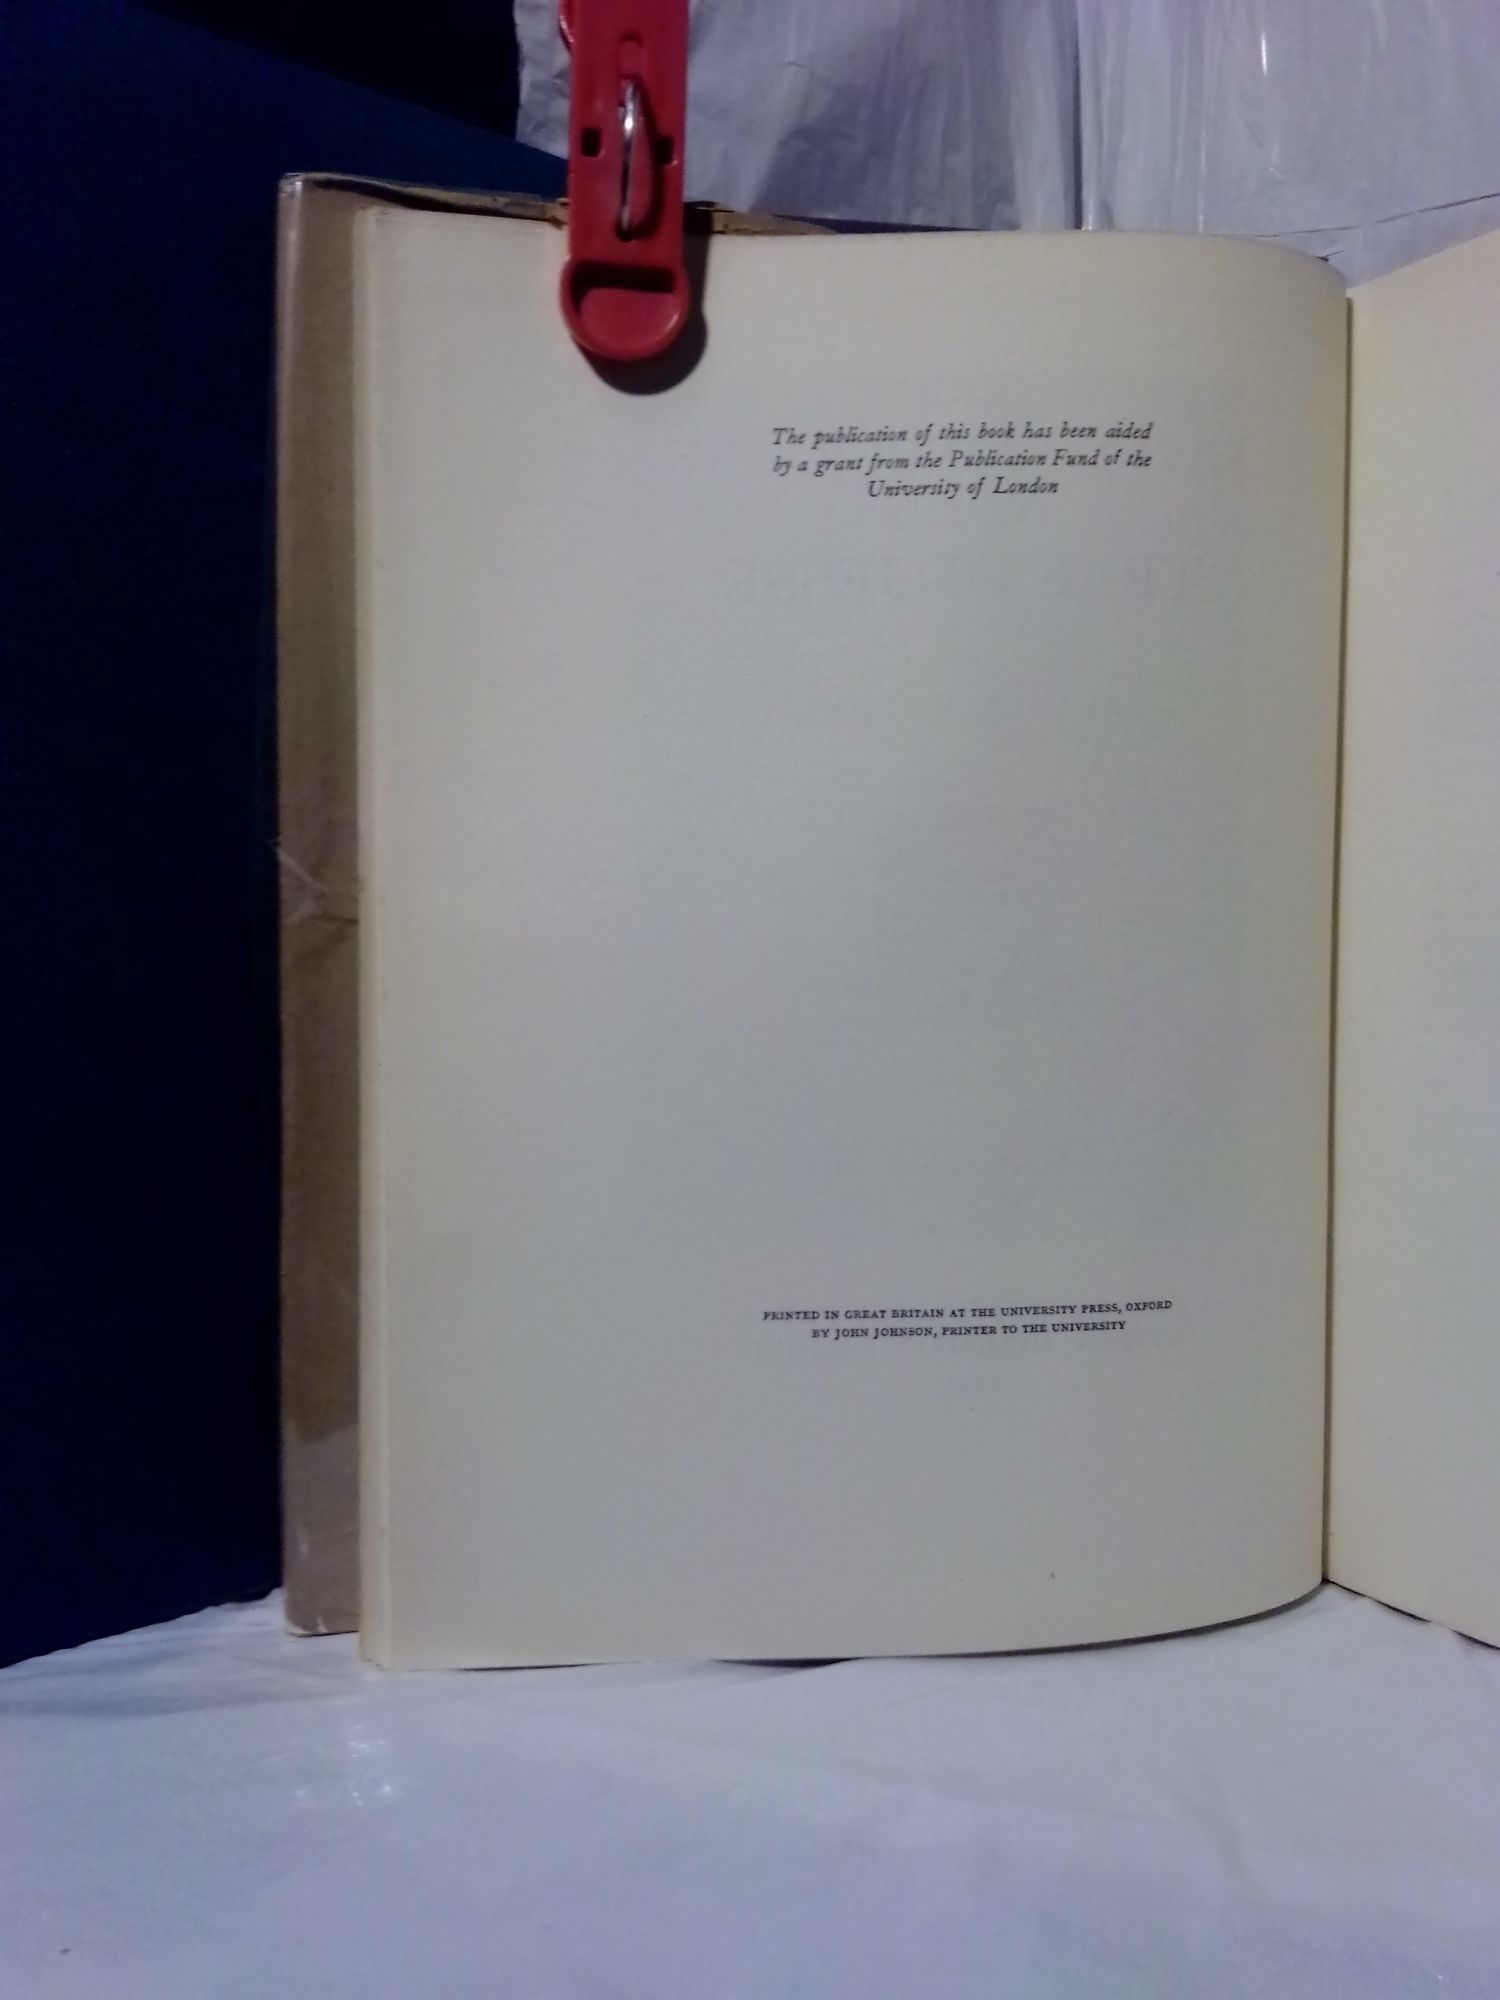 The publication of this book has been aided
by a grant from the Publication Fund of the
University of London
PRINTED IN GREAT BRITAIN AT THE UNIVERSITY PRESS, OXFORD
BY JOHN JOHNSON, PRINTER TO THE UNIVERSITY